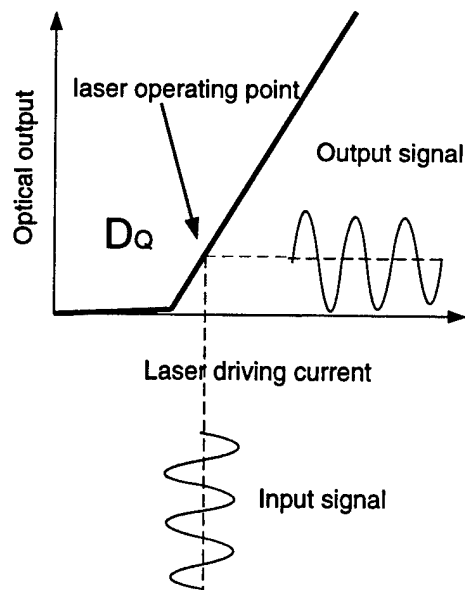 laser operating point
Optical output
Output signal
DQ
Laser driving current
Input signal